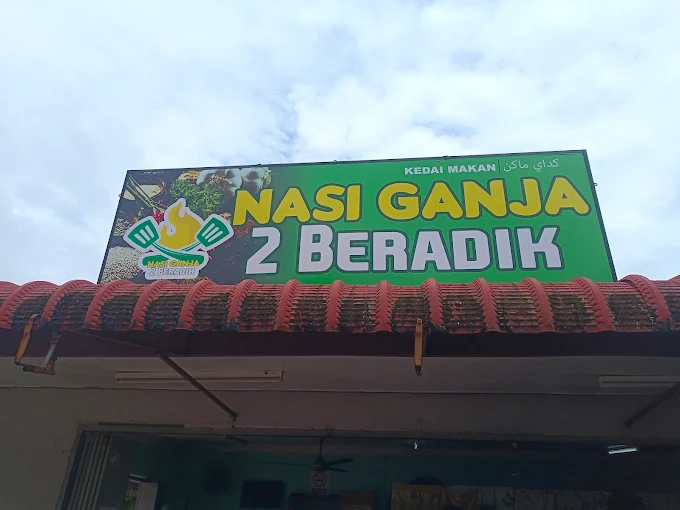 KEDAI MAKAN | كداي ماكن
NASI GANJA
2 BERADIK
NASI GANJA
2 BERADIK